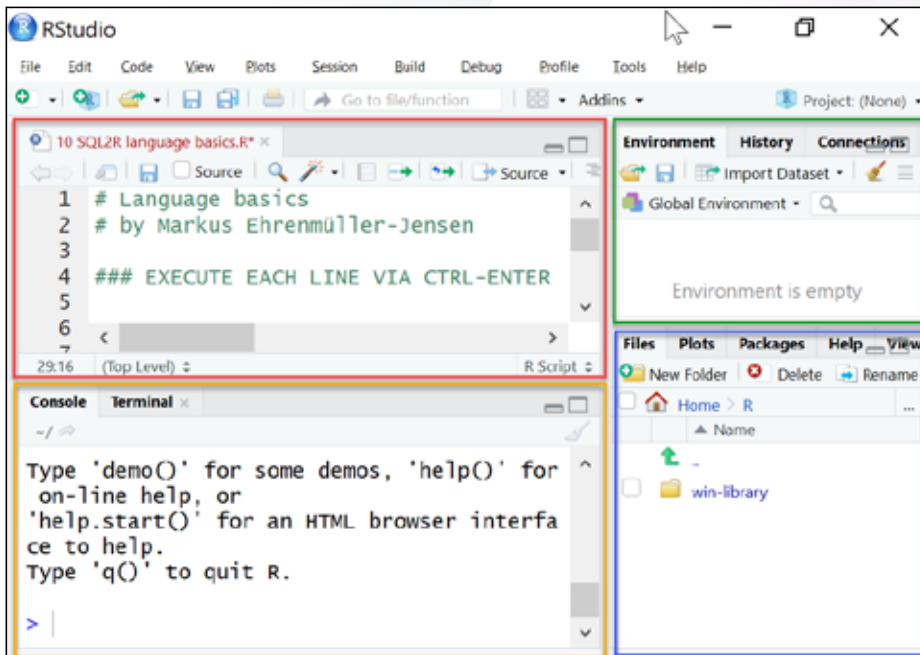 RStudio
File Edit Code View Plots Session Build Debug Profile Tools Help
Go to file/function Addins Project: (None)
10 SQL2R language basics.R*
Source Source
1 # Language basics
2 # by Markus Ehrenmüller-Jensen
3
4 ### EXECUTE EACH LINE VIA CTRL-ENTER
5
6
7
29:16 (Top Level) R Script
Console Terminal
~/
Type 'demo()' for some demos, 'help()' for
on-line help, or
'help.start()' for an HTML browser interfa
ce to help.
Type 'q()' to quit R.
>
Environment History Connections
Import Dataset
Global Environment
Environment is empty
Files Plots Packages Help View
New Folder Delete Rename
Home > R ...
Name
..
win-library